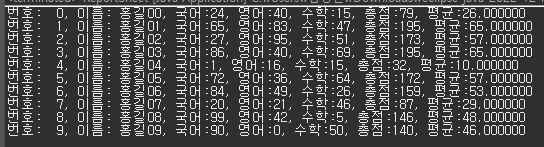 번호: 0, 이름:홍길00, 국어:24, 영어:40, 수학:15, 총점:79, 평균:26.000000
번호: 1, 이름:홍길01, 국어:65, 영어:83, 수학:47, 총점:195, 평균:65.000000
번호: 2, 이름:홍길02, 국어:27, 영어:95, 수학:51, 총점:173, 평균:57.000000
번호: 3, 이름:홍길03, 국어:86, 영어:40, 수학:69, 총점:195, 평균:65.000000
번호: 4, 이름:홍길04, 국어:1, 영어:16, 수학:15, 총점:32, 평균:10.000000
번호: 5, 이름:홍길05, 국어:72, 영어:36, 수학:64, 총점:172, 평균:57.000000
번호: 6, 이름:홍길06, 국어:84, 영어:49, 수학:26, 총점:159, 평균:53.000000
번호: 7, 이름:홍길07, 국어:20, 영어:21, 수학:46, 총점:87, 평균:29.000000
번호: 8, 이름:홍길08, 국어:99, 영어:42, 수학:5, 총점:146, 평균:48.000000
번호: 9, 이름:홍길09, 국어:90, 영어:0, 수학:50, 총점:140, 평균:46.000000